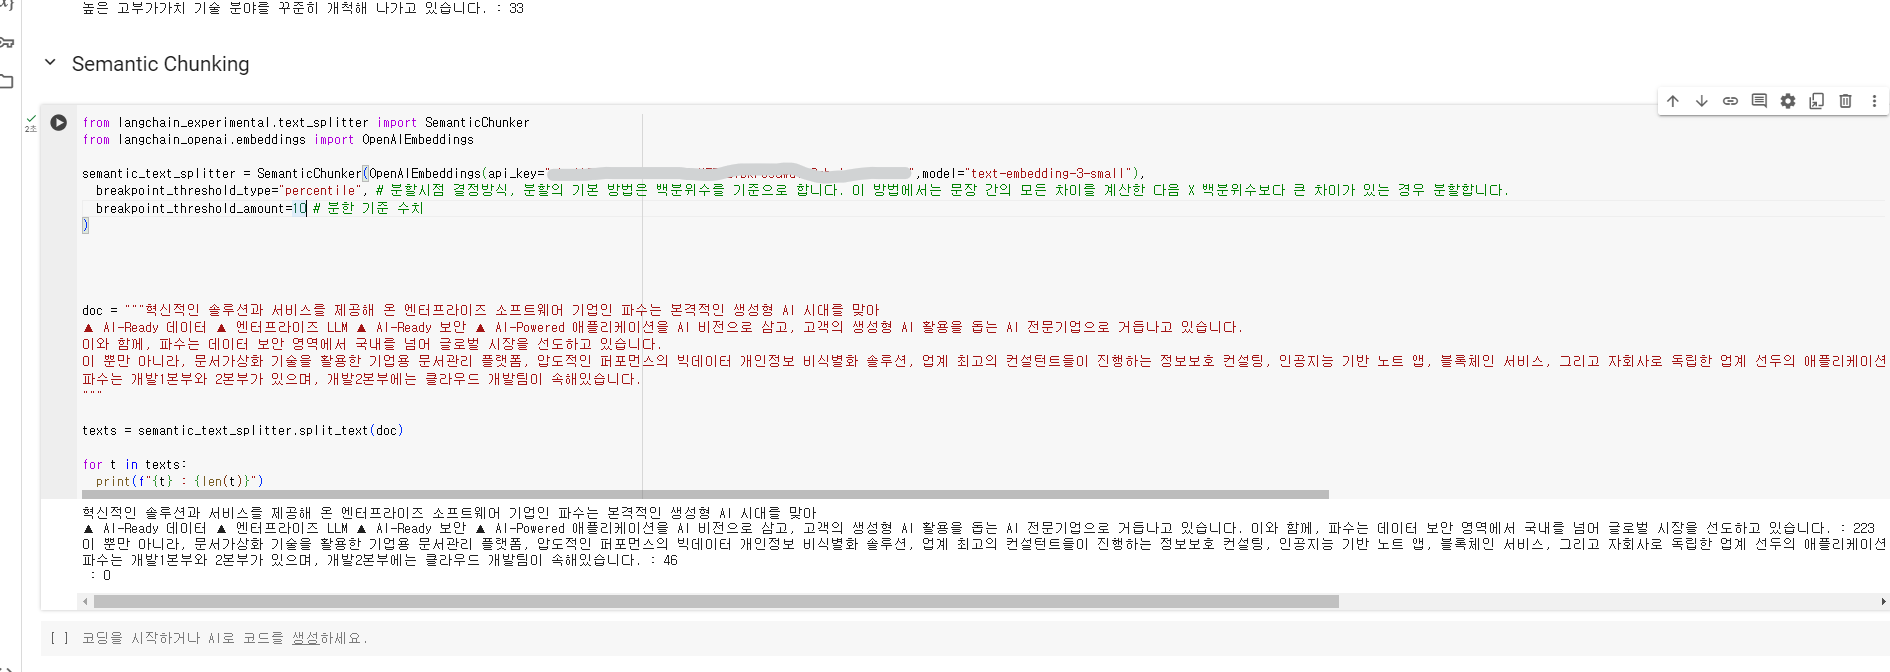 높은 고부가가치 기술 분야를 꾸준히 개척해 나가고 있습니다. : 33
Semantic Chunking
2초
from langchain_experimental.text_splitter import SemanticChunker
from langchain_openai.embeddings import OpenAIEmbeddings
semantic_text_splitter = SemanticChunker(OpenAIEmbeddings(api_key="",model="text-embedding-3-small"),
breakpoint_threshold_type="percentile", # 분할시점 결정방식, 분할의 기본 방법은 백분위수를 기준으로 합니다. 이 방법에서는 문장 간의 모든 차이를 계산한 다음 X 백분위수보다 큰 차이가 있는 경우 분할합니다.
breakpoint_threshold_amount=10 # 분한 기준 수치
)
doc = """혁신적인 솔루션과 서비스를 제공해 온 엔터프라이즈 소프트웨어 기업인 파수는 본격적인 생성형 AI 시대를 맞아
▲ AI-Ready 데이터 ▲ 엔터프라이즈 LLM ▲ AI-Ready 보안 ▲ AI-Powered 애플리케이션을 AI 비전으로 삼고, 고객의 생성형 AI 활용을 돕는 AI 전문기업으로 거듭나고 있습니다.
이와 함께, 파수는 데이터 보안 영역에서 국내를 넘어 글로벌 시장을 선도하고 있습니다.
이 뿐만 아니라, 문서가상화 기술을 활용한 기업용 문서관리 플랫폼, 압도적인 퍼포먼스의 빅데이터 개인정보 비식별화 솔루션, 업계 최고의 컨설턴트들이 진행하는 정보보호 컨설팅, 인공지능 기반 노트 앱, 블록체인 서비스, 그리고 자회사로 독립한 업계 선두의 애플리케이션
파수는 개발1본부와 2본부가 있으며, 개발2본부에는 클라우드 개발팀이 속해있습니다.
"""
texts = semantic_text_splitter.split_text(doc)
for t in texts:
print(f"{t} : {len(t)}")
혁신적인 솔루션과 서비스를 제공해 온 엔터프라이즈 소프트웨어 기업인 파수는 본격적인 생성형 AI 시대를 맞아
▲ AI-Ready 데이터 ▲ 엔터프라이즈 LLM ▲ AI-Ready 보안 ▲ AI-Powered 애플리케이션을 AI 비전으로 삼고, 고객의 생성형 AI 활용을 돕는 AI 전문기업으로 거듭나고 있습니다. 이와 함께, 파수는 데이터 보안 영역에서 국내를 넘어 글로벌 시장을 선도하고 있습니다. : 223
이 뿐만 아니라, 문서가상화 기술을 활용한 기업용 문서관리 플랫폼, 압도적인 퍼포먼스의 빅데이터 개인정보 비식별화 솔루션, 업계 최고의 컨설턴트들이 진행하는 정보보호 컨설팅, 인공지능 기반 노트 앱, 블록체인 서비스, 그리고 자회사로 독립한 업계 선두의 애플리케이션
파수는 개발1본부와 2본부가 있으며, 개발2본부에는 클라우드 개발팀이 속해있습니다. : 46
: 0
[ ] 코딩을 시작하거나 AI로 코드를 생성하세요.